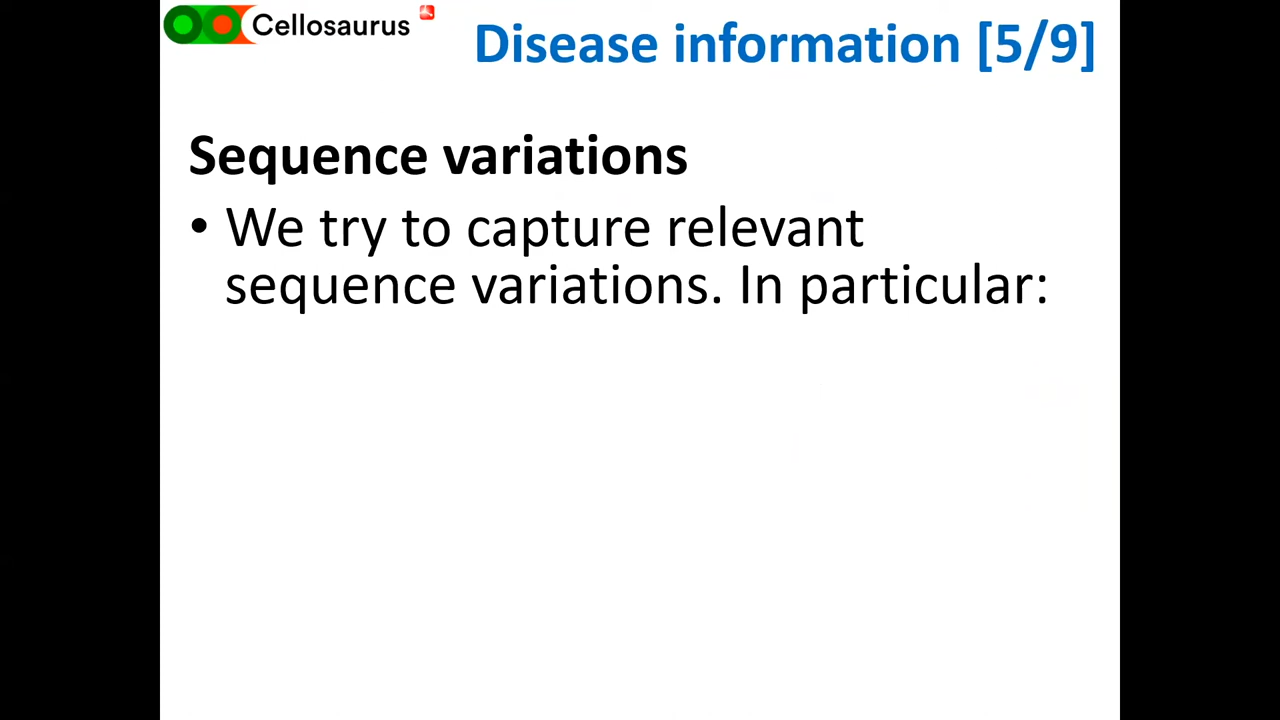 Cellosaurus
Disease information [5/9]
Sequence variations
• We try to capture relevant
sequence variations. In particular: